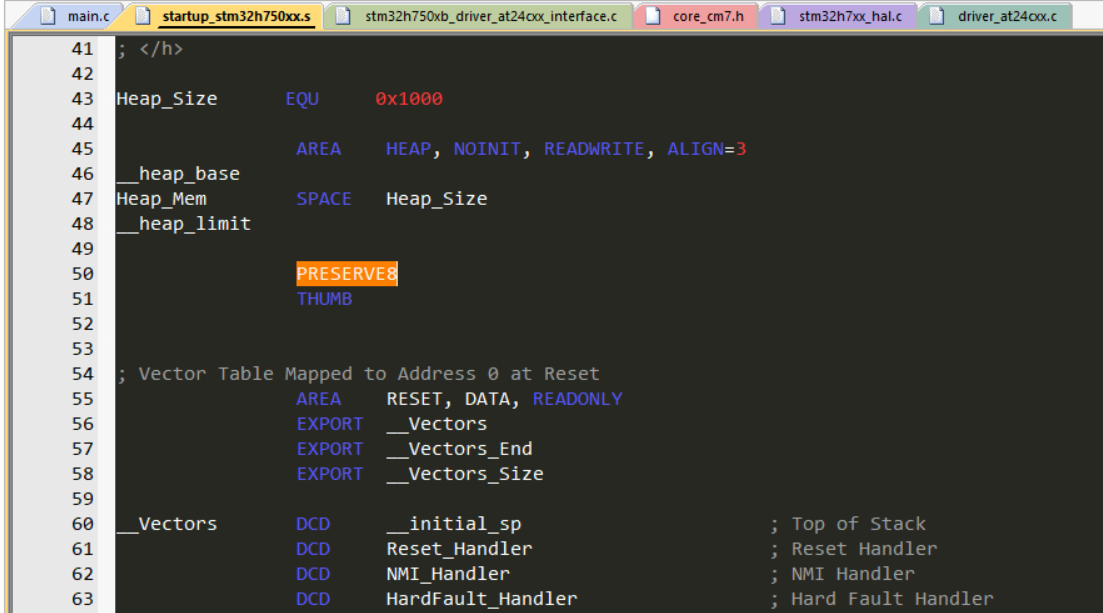 main.c startup_stm32h750xx.s stm32h750xb_driver_at24cxx_interface.c core_cm7.h stm32h7xx_hal.c driver_at24cxx.c
41 ; </h>
42
43 Heap_Size EQU 0x1000
44
45 AREA HEAP, NOINIT, READWRITE, ALIGN=3
46 __heap_base
47 Heap_Mem SPACE Heap_Size
48 __heap_limit
49
50 PRESERVE8
51 THUMB
52
53
54 ; Vector Table Mapped to Address 0 at Reset
55 AREA RESET, DATA, READONLY
56 EXPORT __Vectors
57 EXPORT __Vectors_End
58 EXPORT __Vectors_Size
59
60 __Vectors DCD __initial_sp ; Top of Stack
61 DCD Reset_Handler ; Reset Handler
62 DCD NMI_Handler ; NMI Handler
63 DCD HardFault_Handler ; Hard Fault Handler